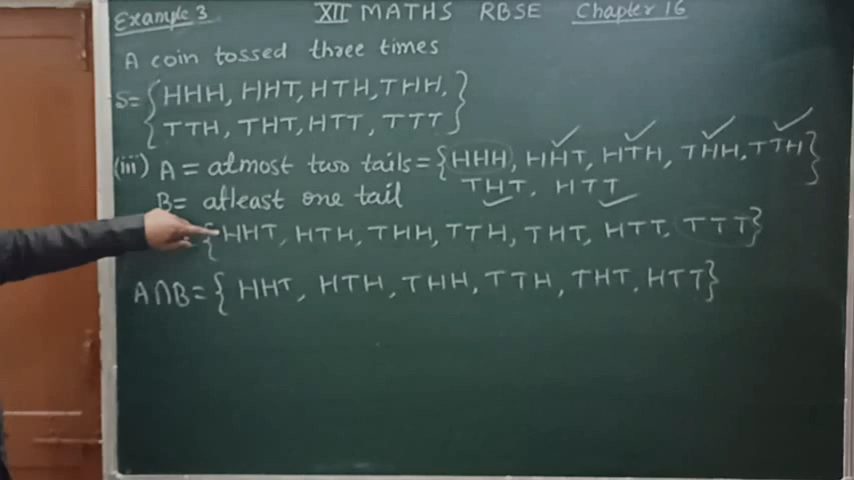 Example 3 XII MATHS RBSE Chapter 16
A coin tossed three times
S = { HHH, HHT, HTH, THH,
TTH, THT, HTT, TTT }
(iii) A = almost two tails = { HHH, HHT, HTH, THH, TTH
THT, HTT }
B = atleast one tail
= { HHT, HTH, THH, TTH, THT, HTT, TTT }
A∩B = { HHT, HTH, THH, TTH, THT, HTT }